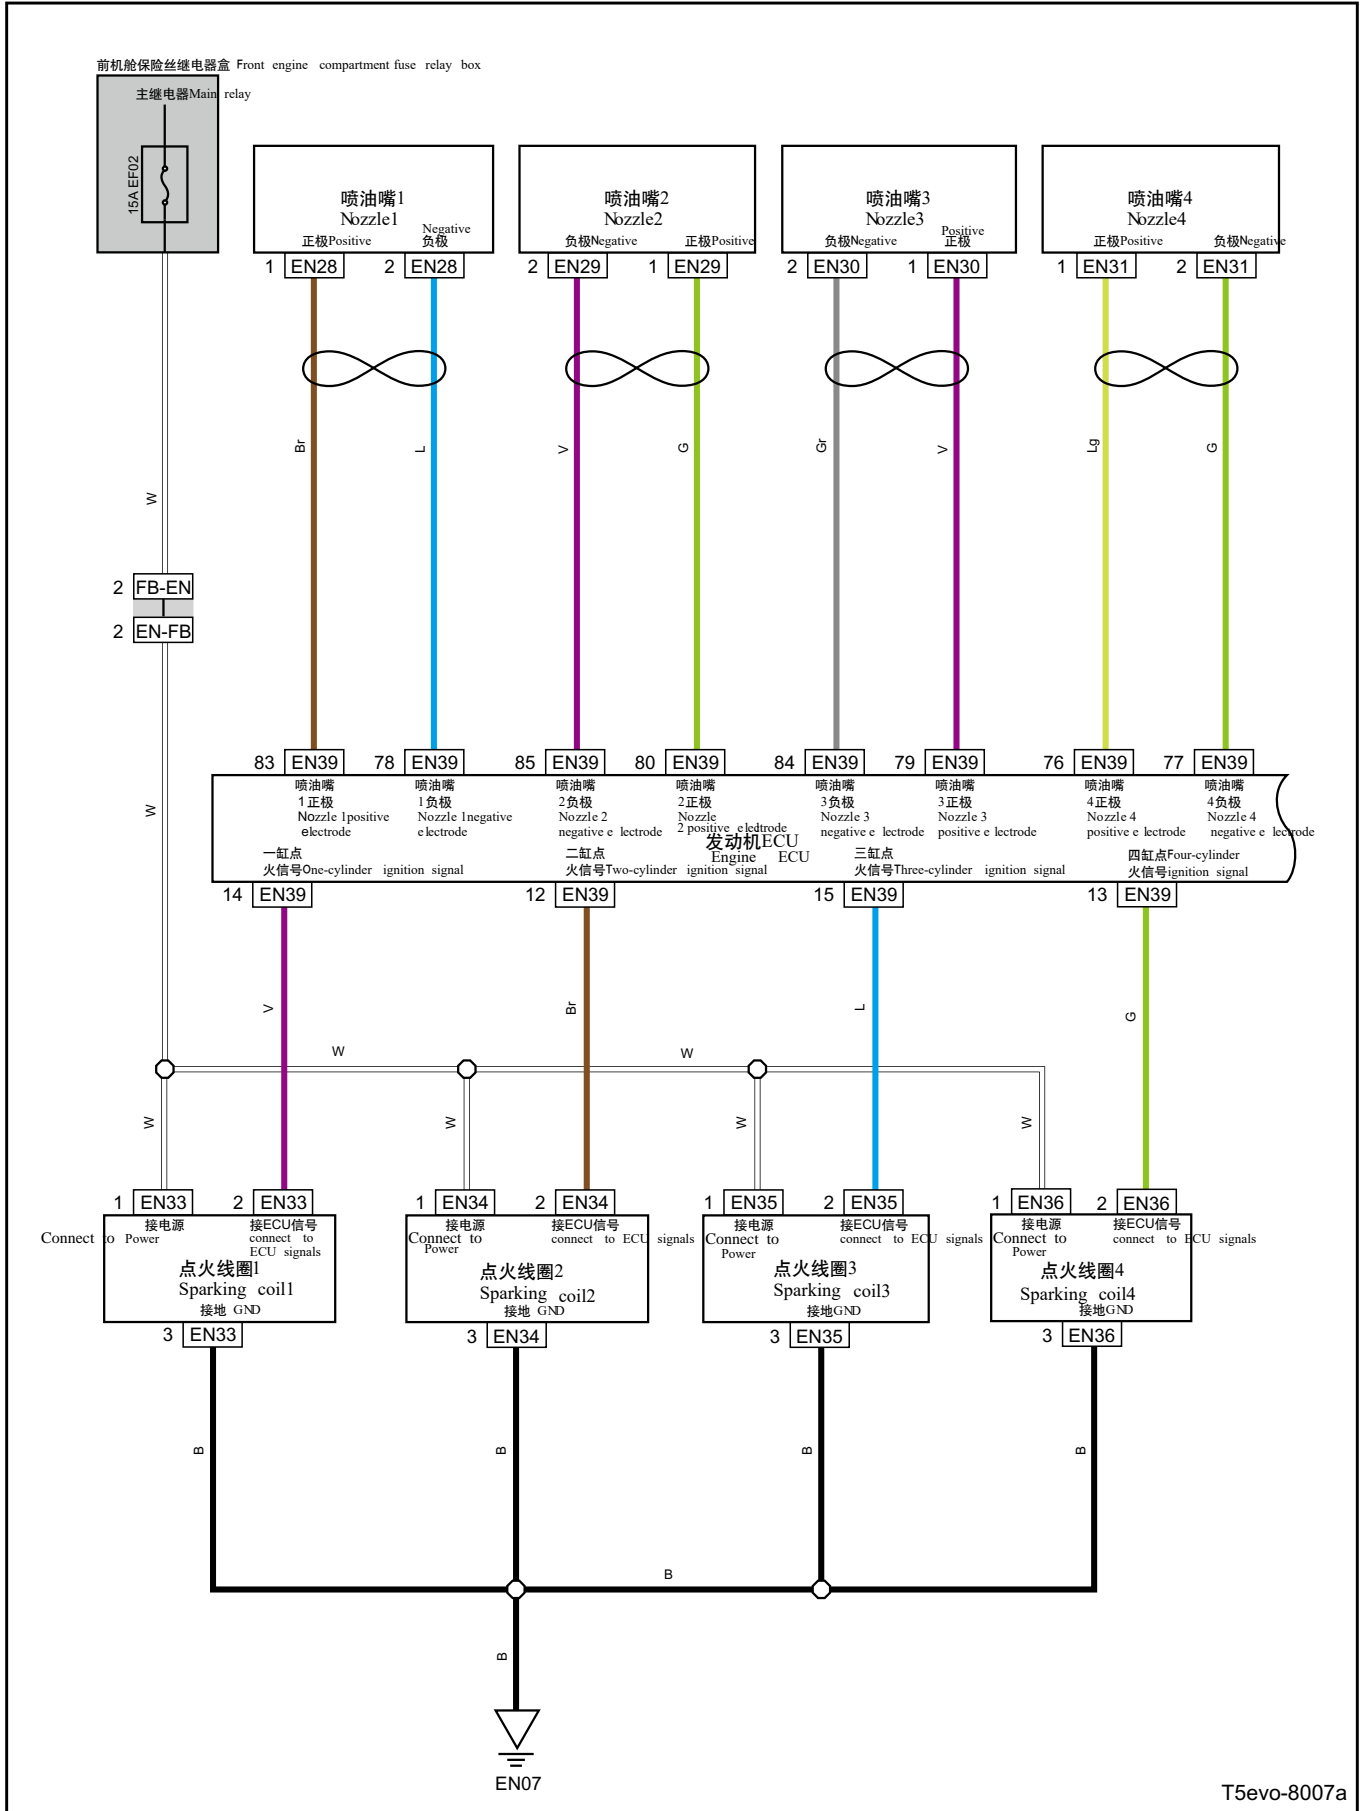 前机舱保险丝继电器盒 Front engine compartment fuse relay box
主继电器Main relay
15A EF02
喷油嘴1
Nozzle1
正极Positive
Negative
负极
喷油嘴2
Nozzle2
负极Negative
正极Positive
喷油嘴3
Nozzle3
负极Negative
Positive
正极
喷油嘴4
Nozzle4
正极Positive
负极Negative
1 EN28
2 EN28
2 EN29
1 EN29
2 EN30
1 EN30
1 EN31
2 EN31
Br
L
V
G
Gr
V
Lg
G
W
2 FB-EN
2 EN-FB
W
83 EN39
78 EN39
85 EN39
80 EN39
84 EN39
79 EN39
76 EN39
77 EN39
喷油嘴
1正极
Nozzle 1positive
electrode
喷油嘴
1负极
Nozzle 1negative
electrode
喷油嘴
2负极
Nozzle 2
negative e lectrode
喷油嘴
2正极
Nozzle
2 positive electrode
喷油嘴
3负极
Nozzle 3
negative e lectrode
喷油嘴
3正极
Nozzle 3
positive e lectrode
喷油嘴
4正极
Nozzle 4
positive e lectrode
喷油嘴
4负极
Nozzle 4
negative e lectrode
发动机ECU
Engine ECU
一缸点
火信号One-cylinder ignition signal
二缸点
火信号Two-cylinder ignition signal
三缸点
火信号Three-cylinder ignition signal
四缸点Four-cylinder
火信号ignition signal
14 EN39
12 EN39
15 EN39
13 EN39
V
Br
L
G
W
W
W
W
W
W
1 EN33
2 EN33
1 EN34
2 EN34
1 EN35
2 EN35
1 EN36
2 EN36
接电源
Connect to Power
接ECU信号
connect to
ECU signals
点火线圈1
Sparking coil1
接地 GND
接电源
Connect to
Power
接ECU信号
connect to ECU signals
点火线圈2
Sparking coil2
接地 GND
接电源
Connect to
Power
接ECU信号
connect to ECU signals
点火线圈3
Sparking coil3
接地GND
接电源
Connect to
Power
接ECU信号
connect to ECU signals
点火线圈4
Sparking coil4
接地GND
3 EN33
3 EN34
3 EN35
3 EN36
B
B
B
B
B
B
EN07
T5evo-8007a